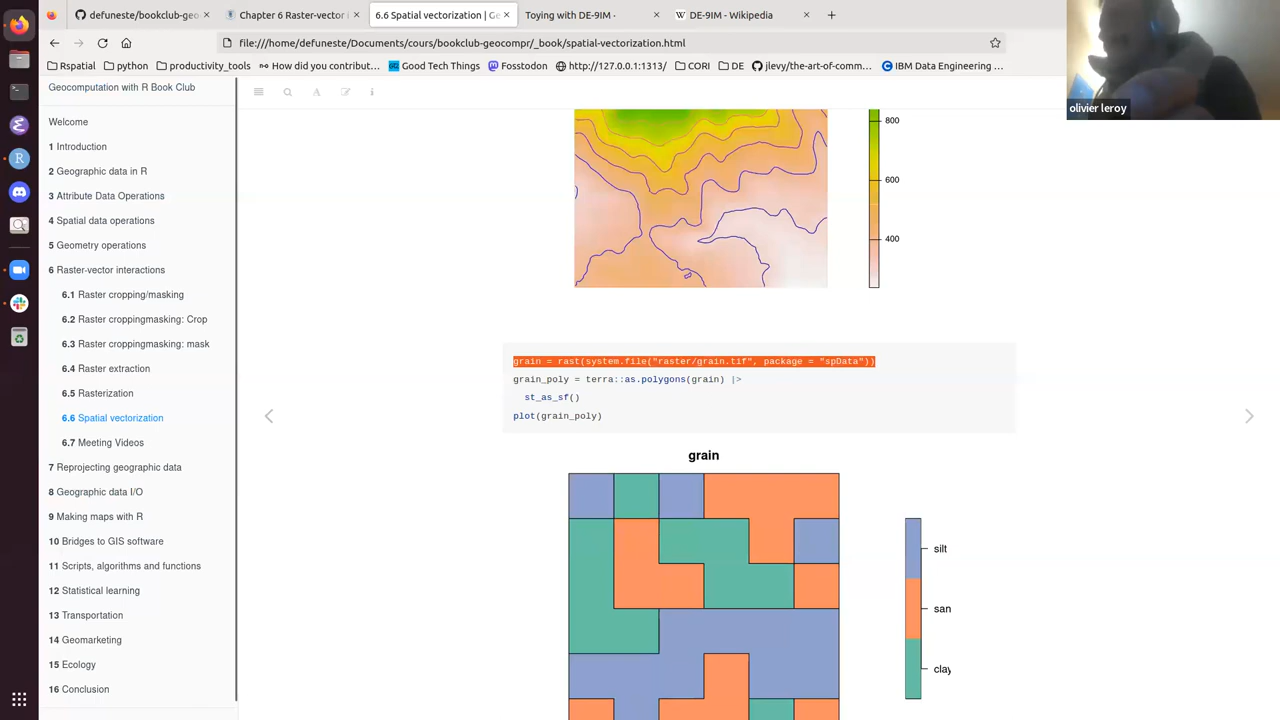 defuneste/bookclub-geo
Chapter 6 Raster-vector i
6.6 Spatial vectorization | Ge
Toying with DE-9IM ·
DE-9IM - Wikipedia
file:///home/defuneste/Documents/cours/bookclub-geocompr/_book/spatial-vectorization.html
Rspatial
python
productivity_tools
How did you contribut…
Good Tech Things
Fosstodon
http://127.0.0.1:1313/
CORI
DE
jlevy/the-art-of-comm…
IBM Data Engineering …
olivier leroy
Geocomputation with R Book Club
Welcome
1 Introduction
2 Geographic data in R
3 Attribute Data Operations
4 Spatial data operations
5 Geometry operations
6 Raster-vector interactions
6.1 Raster cropping/masking
6.2 Raster croppingmasking: Crop
6.3 Raster croppingmasking: mask
6.4 Raster extraction
6.5 Rasterization
6.6 Spatial vectorization
6.7 Meeting Videos
7 Reprojecting geographic data
8 Geographic data I/O
9 Making maps with R
10 Bridges to GIS software
11 Scripts, algorithms and functions
12 Statistical learning
13 Transportation
14 Geomarketing
15 Ecology
16 Conclusion
800
600
400
grain = rast(system.file("raster/grain.tif", package = "spData"))
grain_poly = terra::as.polygons(grain) |>
st_as_sf()
plot(grain_poly)
grain
silt
san
clay